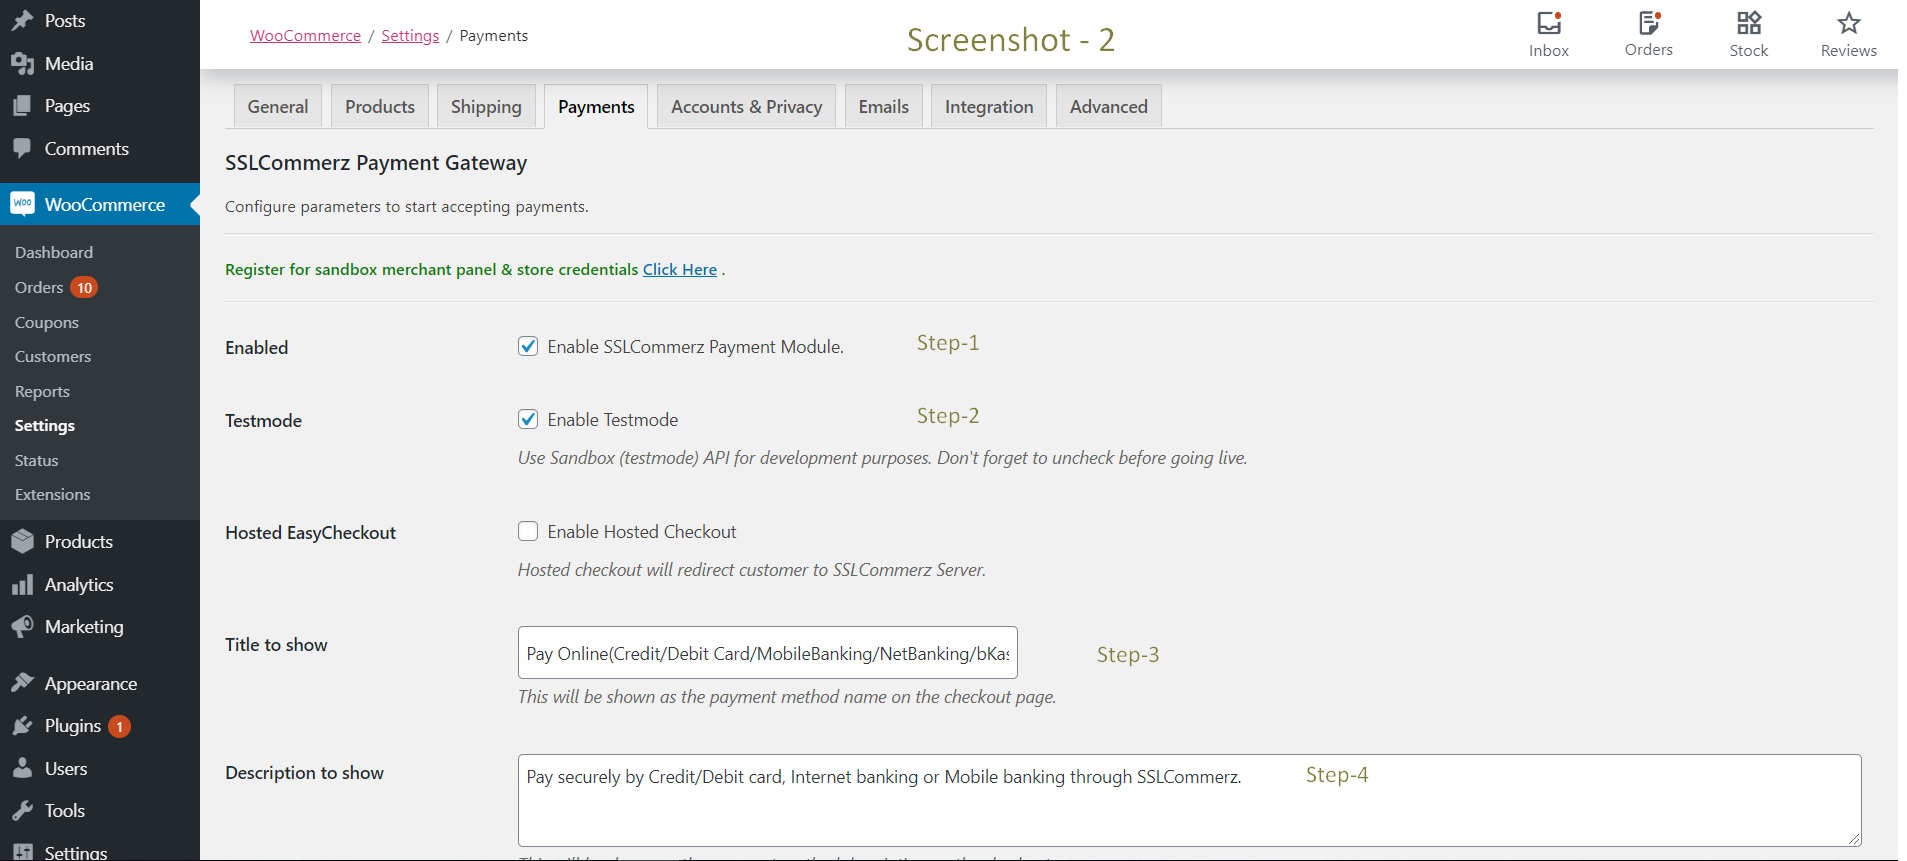 Posts
Media
Pages
Comments
WooCommerce
Dashboard
Orders 10
Coupons
Customers
Reports
Settings
Status
Extensions
Products
Analytics
Marketing
Appearance
Plugins 1
Users
Tools
Settings
WooCommerce / Settings / Payments
Screenshot - 2
Inbox
Orders
Stock
Reviews
General
Products
Shipping
Payments
Accounts & Privacy
Emails
Integration
Advanced
SSLCommerz Payment Gateway
Configure parameters to start accepting payments.
Register for sandbox merchant panel & store credentials Click Here .
Enabled
Enable SSLCommerz Payment Module.
Step-1
Testmode
Enable Testmode
Step-2
Use Sandbox (testmode) API for development purposes. Don't forget to uncheck before going live.
Hosted EasyCheckout
Enable Hosted Checkout
Hosted checkout will redirect customer to SSLCommerz Server.
Title to show
Pay Online(Credit/Debit Card/MobileBanking/NetBanking/bKas
Step-3
This will be shown as the payment method name on the checkout page.
Description to show
Pay securely by Credit/Debit card, Internet banking or Mobile banking through SSLCommerz.
Step-4